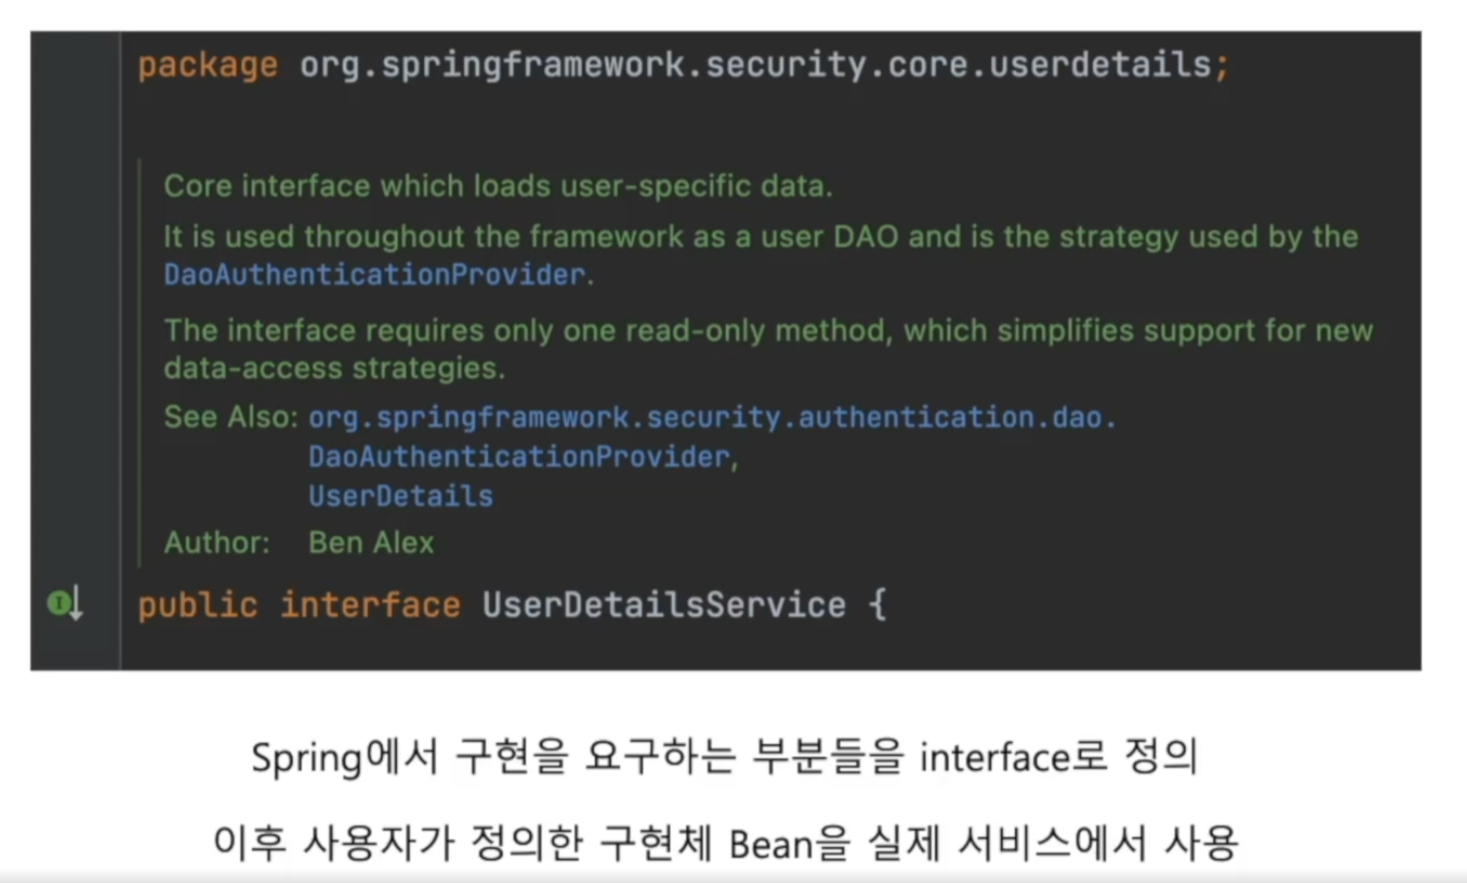 package org.springframework.security.core.userdetails;
Core interface which loads user-specific data.
It is used throughout the framework as a user DAO and is the strategy used by the
DaoAuthenticationProvider.
The interface requires only one read-only method, which simplifies support for new
data-access strategies.
See Also: org.springframework.security.authentication.dao.
DaoAuthenticationProvider,
UserDetails
Author: Ben Alex
public interface UserDetailsService {
Spring에서 구현을 요구하는 부분들을 interface로 정의
이후 사용자가 정의한 구현체 Bean을 실제 서비스에서 사용